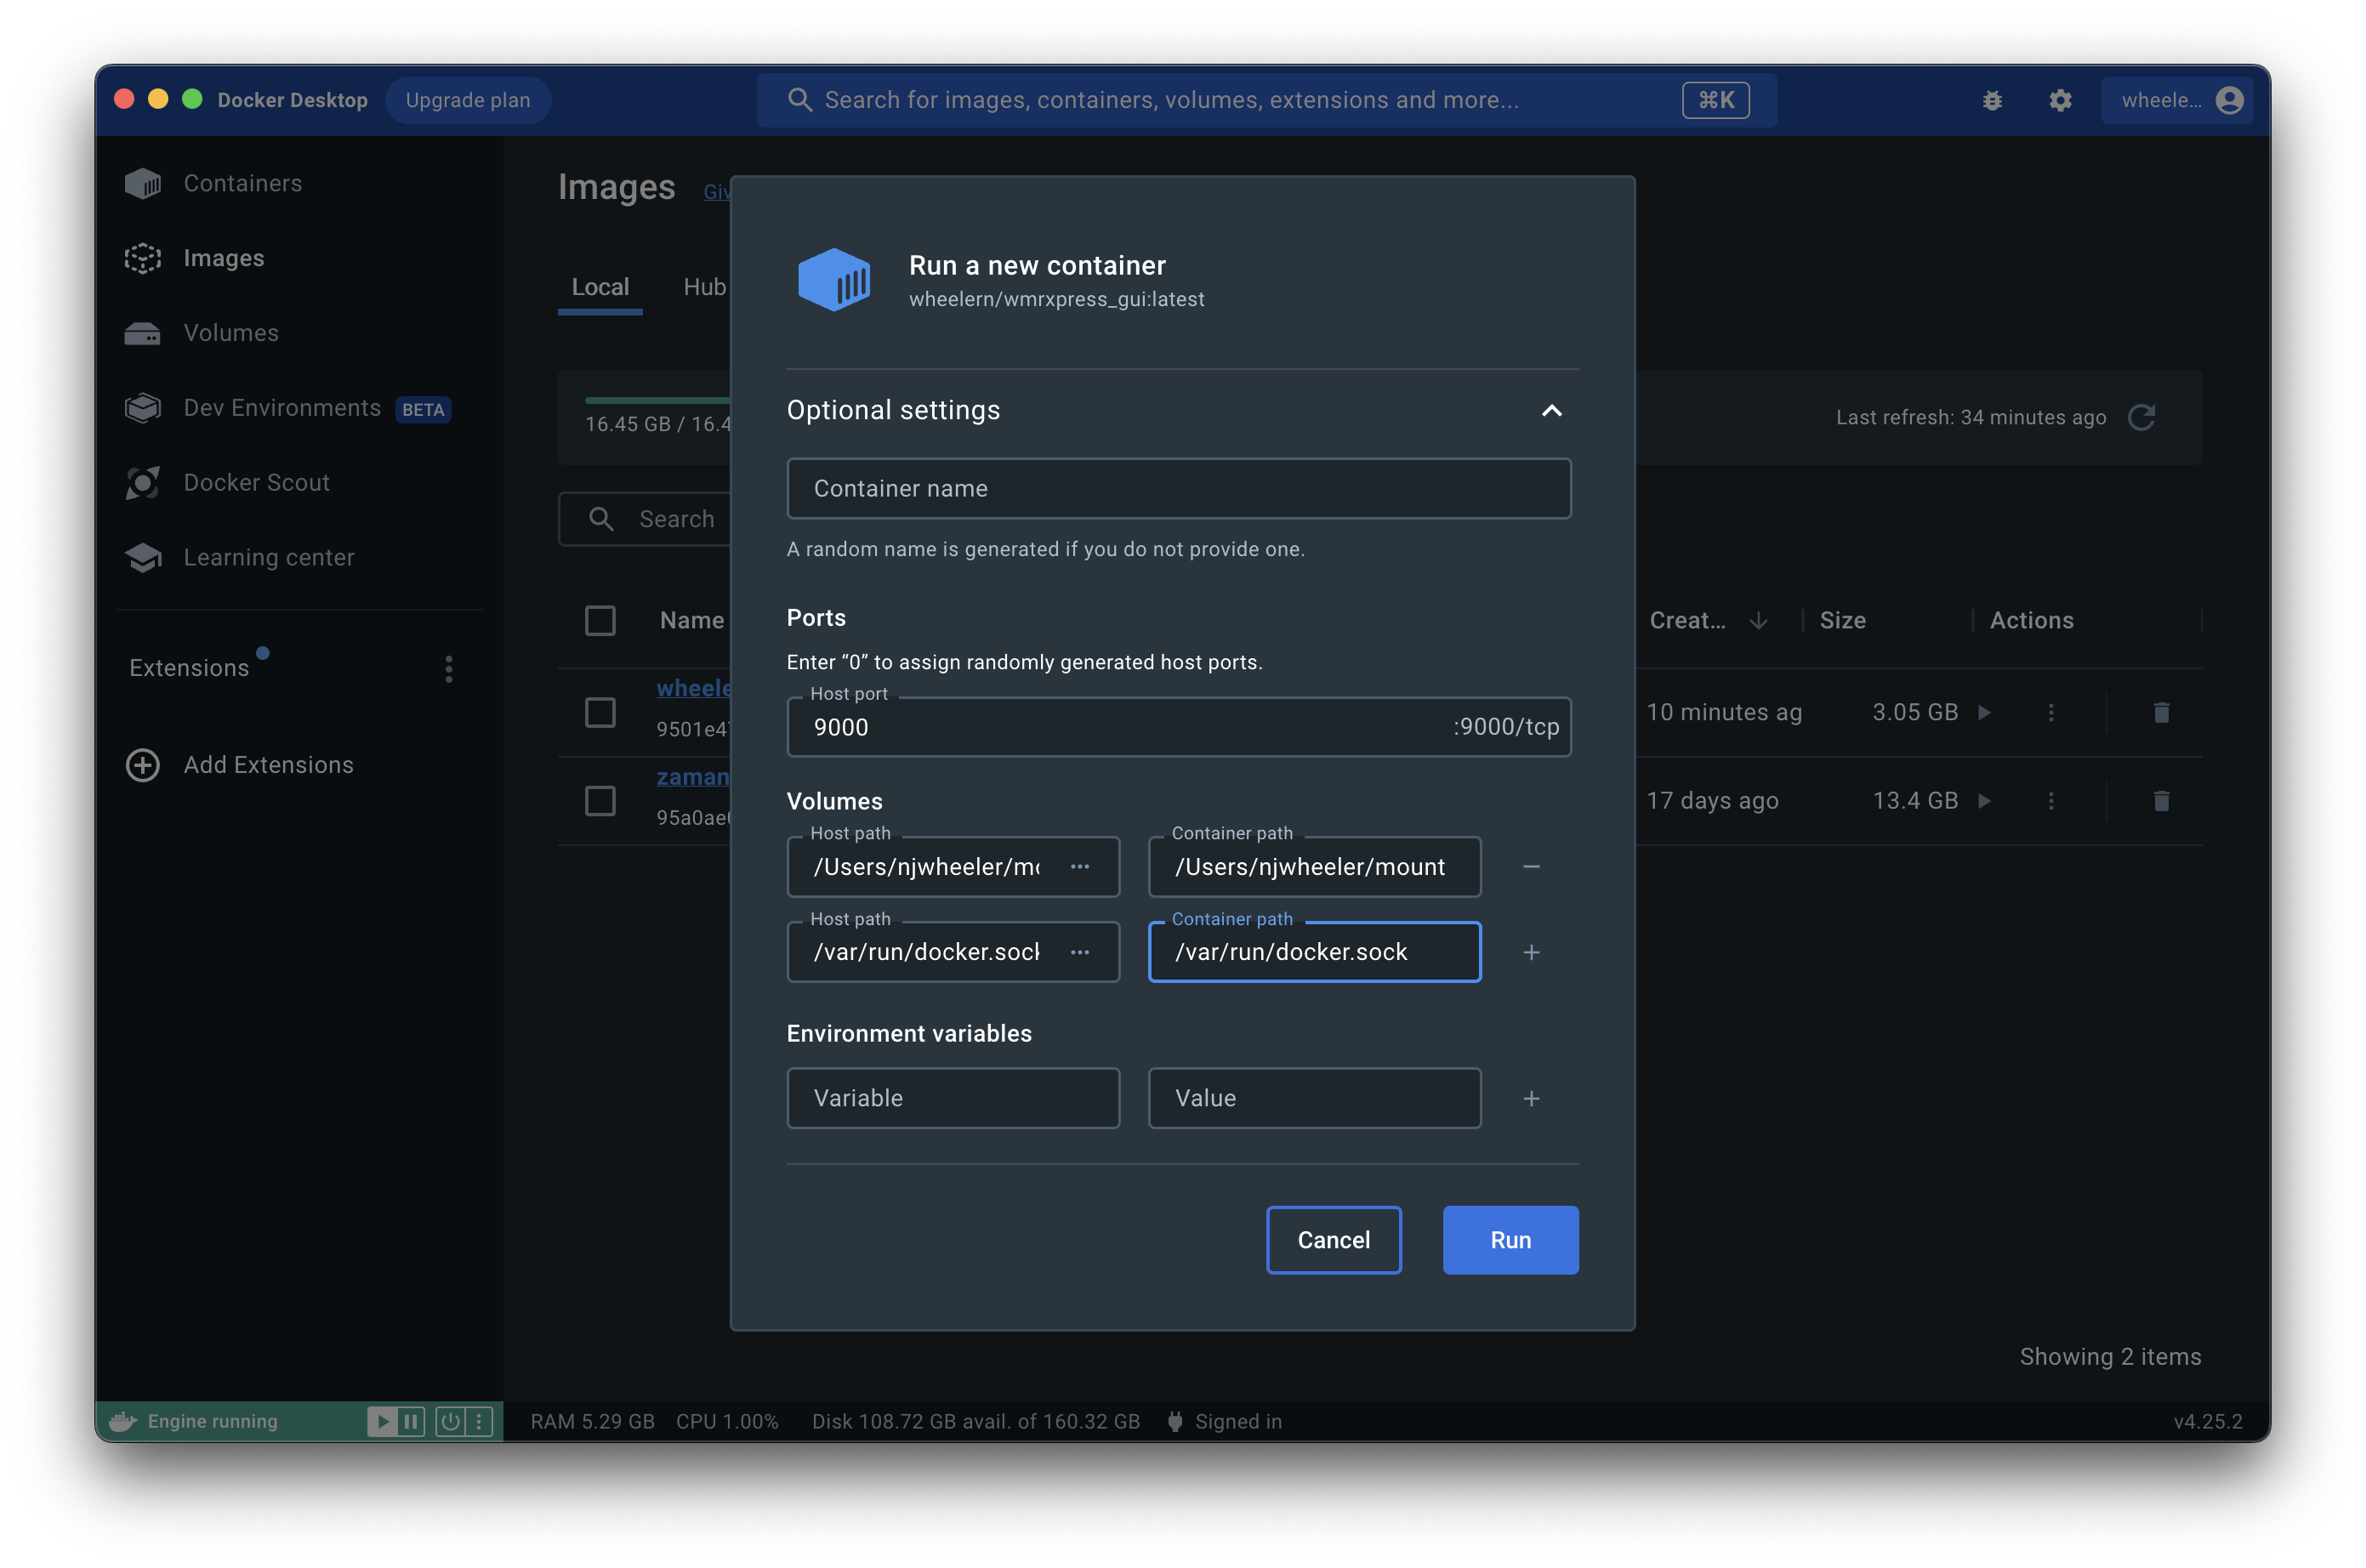 Docker Desktop
Upgrade plan
Search for images, containers, volumes, extensions and more...
⌘K
wheele...
Containers
Images
Volumes
Dev Environments BETA
Docker Scout
Learning center
Extensions
Add Extensions
Images
Giv
Local
Hub
16.45 GB / 16.4
Last refresh: 34 minutes ago
Search
Name
Creat...
Size
Actions
wheele
9501e4
10 minutes ag
3.05 GB
zaman
95a0ae
17 days ago
13.4 GB
Run a new container
wheelern/wmrxpress_gui:latest
Optional settings
Container name
A random name is generated if you do not provide one.
Ports
Enter “0” to assign randomly generated host ports.
Host port
9000
:9000/tcp
Volumes
Host path
/Users/njwheeler/mo
Container path
/Users/njwheeler/mount
Host path
/var/run/docker.sock
Container path
/var/run/docker.sock
Environment variables
Variable
Value
Cancel
Run
Showing 2 items
Engine running
RAM 5.29 GB
CPU 1.00%
Disk 108.72 GB avail. of 160.32 GB
Signed in
v4.25.2